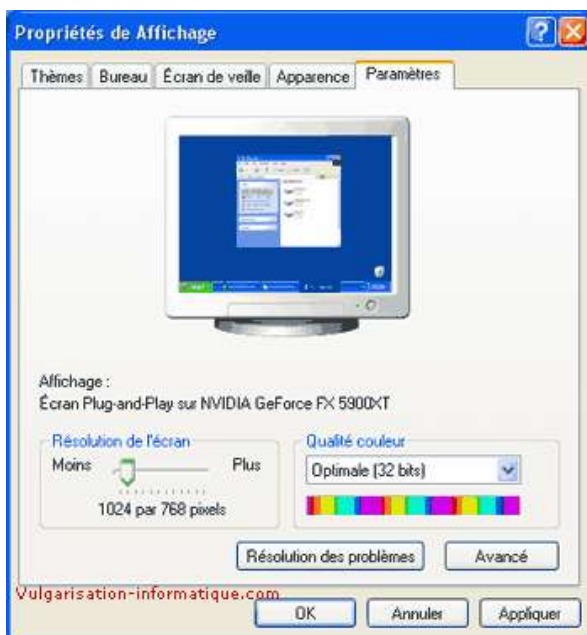 Propriétés de Affichage
Thèmes Bureau Écran de veille Apparence Paramètres
Affichage :
Écran Plug-and-Play sur NVIDIA GeForce FX 5900XT
Résolution de l'écran
Moins Plus
1024 par 768 pixels
Qualité couleur
Optimale (32 bits)
Résolution des problèmes Avancé
Vulgarisation-informatique.com
OK Annuler Appliquer